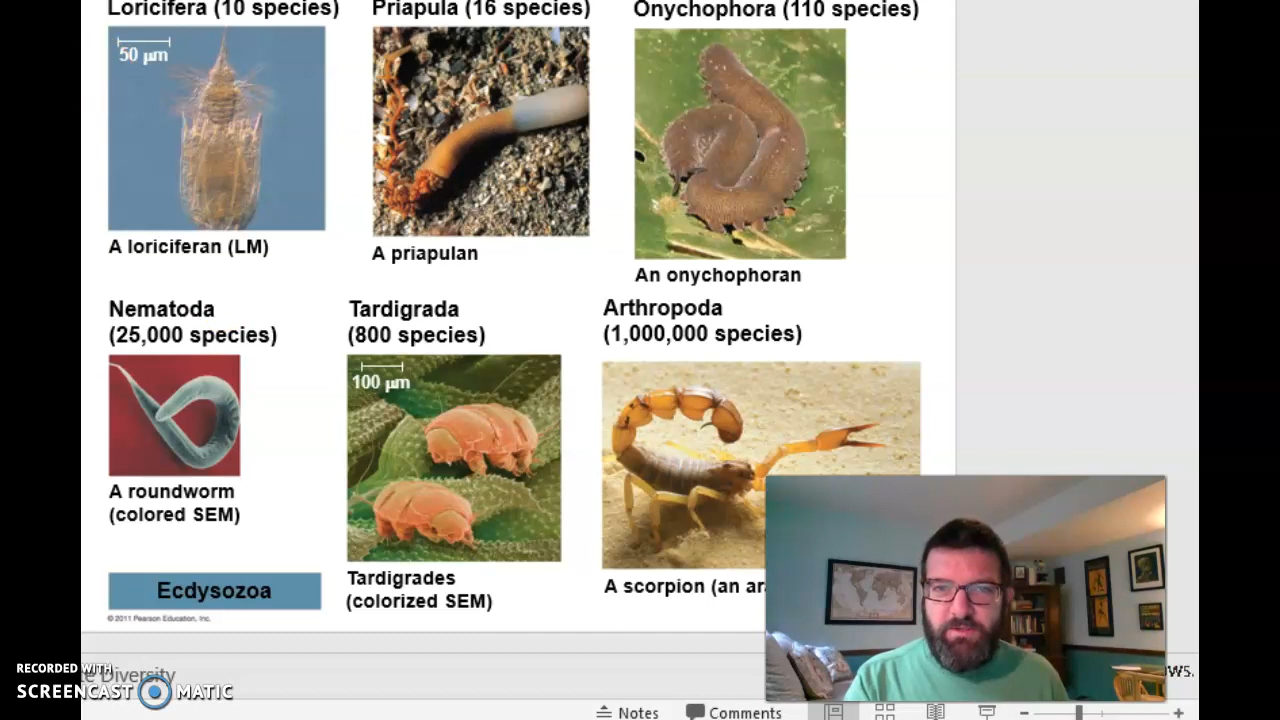 Loricifera (10 species)
Priapula (16 species)
Onychophora (110 species)
50 µm
A loriciferan (LM)
A priapulan
An onychophoran
Nematoda
(25,000 species)
Tardigrada
(800 species)
Arthropoda
(1,000,000 species)
100 µm
A roundworm
(colored SEM)
Tardigrades
(colorized SEM)
A scorpion (an ara
Ecdysozoa
© 2011 Pearson Education, Inc.
RECORDED WITH
SCREENCAST MATIC
e Diversity
Notes
Comments